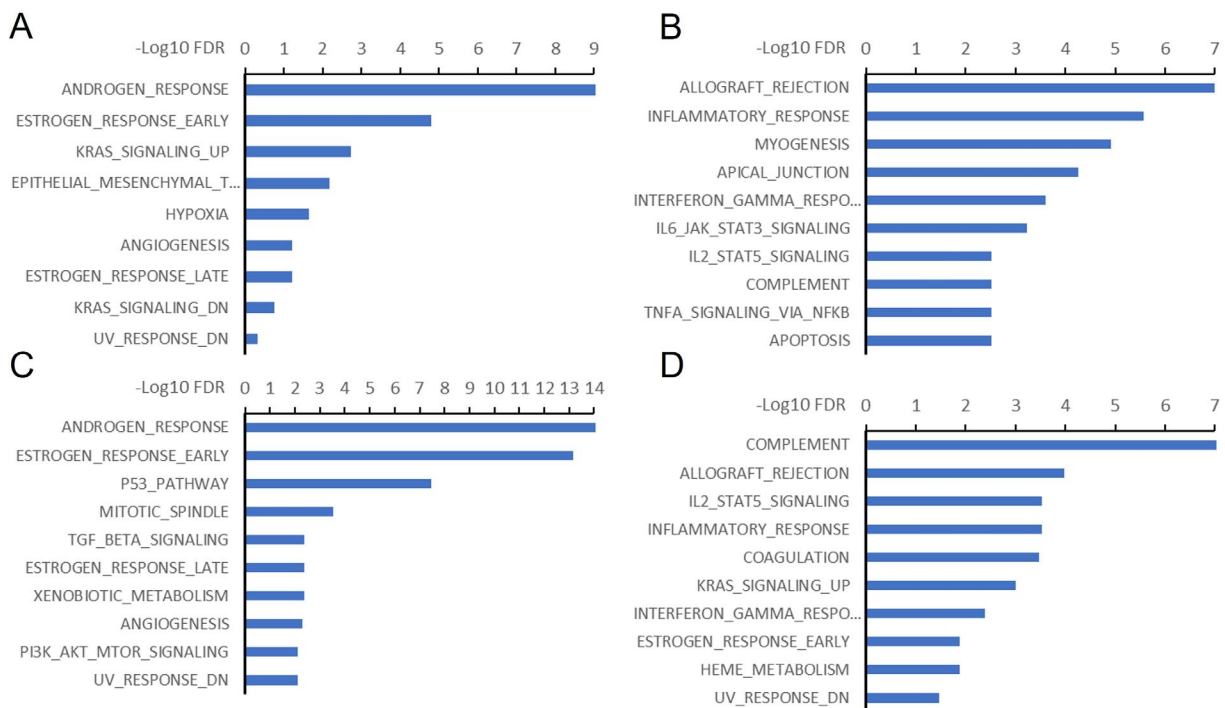 A
-Log10 FDR 0 1 2 3 4 5 6 7 8 9
ANDROGEN_RESPONSE
ESTROGEN_RESPONSE_EARLY
KRAS_SIGNALING_UP
EPITHELIAL_MESENCHYMAL_T...
HYPOXIA
ANGIOGENESIS
ESTROGEN_RESPONSE_LATE
KRAS_SIGNALING_DN
UV_RESPONSE_DN
B
-Log10 FDR 0 1 2 3 4 5 6 7
ALLOGRAFT_REJECTION
INFLAMMATORY_RESPONSE
MYOGENESIS
APICAL_JUNCTION
INTERFERON_GAMMA_RESPO...
IL6_JAK_STAT3_SIGNALING
IL2_STAT5_SIGNALING
COMPLEMENT
TNFA_SIGNALING_VIA_NFKB
APOPTOSIS
C
-Log10 FDR 0 1 2 3 4 5 6 7 8 9 10 11 12 13 14
ANDROGEN_RESPONSE
ESTROGEN_RESPONSE_EARLY
P53_PATHWAY
MITOTIC_SPINDLE
TGF_BETA_SIGNALING
ESTROGEN_RESPONSE_LATE
XENOBIOTIC_METABOLISM
ANGIOGENESIS
PI3K_AKT_MTOR_SIGNALING
UV_RESPONSE_DN
D
-Log10 FDR 0 1 2 3 4 5 6 7
COMPLEMENT
ALLOGRAFT_REJECTION
IL2_STAT5_SIGNALING
INFLAMMATORY_RESPONSE
COAGULATION
KRAS_SIGNALING_UP
INTERFERON_GAMMA_RESPO...
ESTROGEN_RESPONSE_EARLY
HEME_METABOLISM
UV_RESPONSE_DN